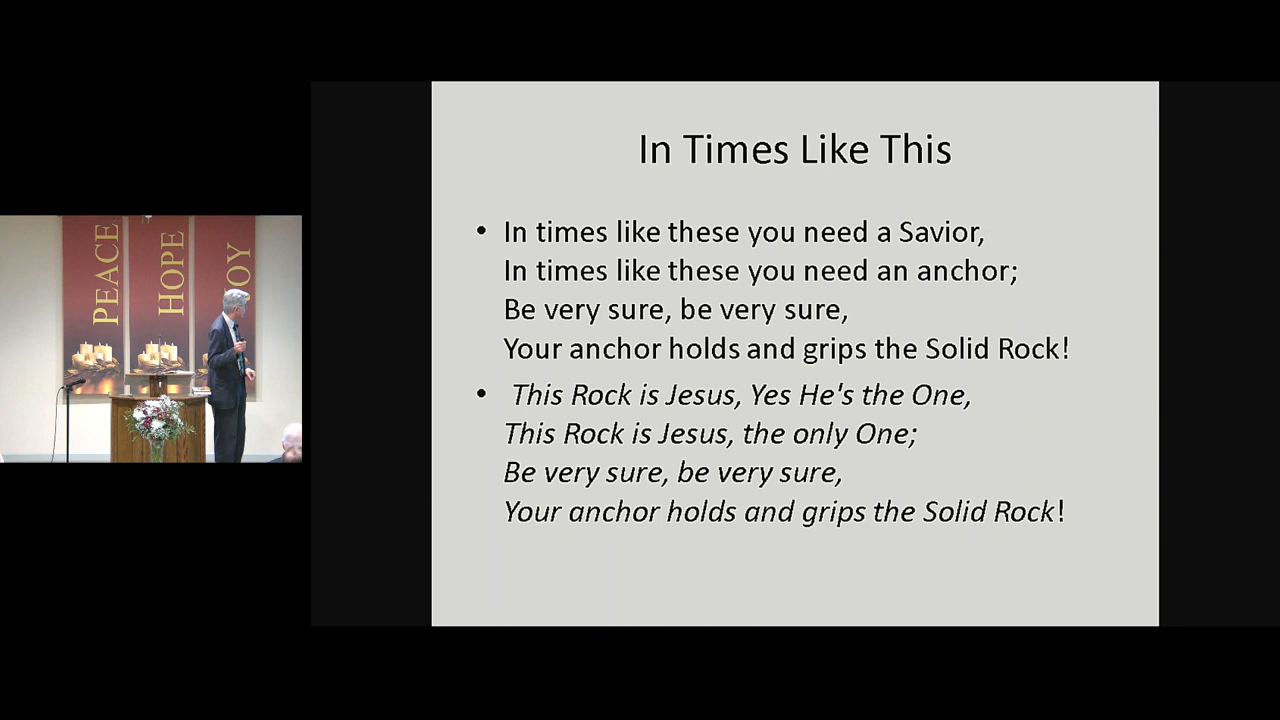 PEACE
HOPE
JOY
In Times Like This
• In times like these you need a Savior,
In times like these you need an anchor;
Be very sure, be very sure,
Your anchor holds and grips the Solid Rock!
• This Rock is Jesus, Yes He's the One,
This Rock is Jesus, the only One;
Be very sure, be very sure,
Your anchor holds and grips the Solid Rock!